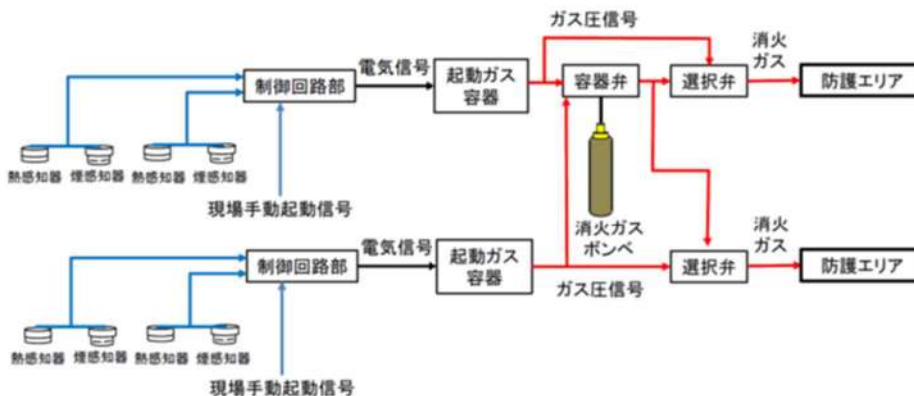 ガス圧信号
消火
ガス
電気信号
制御回路部
起動ガス
容器
容器弁
選択弁
防護エリア
熱感知器 煙感知器 熱感知器 煙感知器
現場手動起動信号
消火ガス
ボンベ
電気信号
消火
ガス
制御回路部
起動ガス
容器
選択弁
防護エリア
ガス圧信号
熱感知器 煙感知器 熱感知器 煙感知器
現場手動起動信号